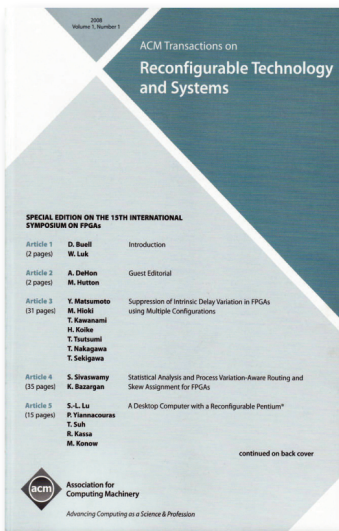 2008
Volume 1, Number 1
ACM Transactions on
Reconfigurable Technology
and Systems
SPECIAL EDITION ON THE 15TH INTERNATIONAL
SYMPOSIUM ON FPGAs
Article 1 D. Buell Introduction
(2 pages) W. Luk
Article 2 A. DeHon Guest Editorial
(2 pages) M. Hutton
Article 3 Y. Matsumoto Suppression of Intrinsic Delay Variation in FPGAs
(31 pages) M. Hioki using Multiple Configurations
T. Kawanami
H. Koike
T. Tsutsumi
T. Nakagawa
T. Sekigawa
Article 4 S. Sivaswamy Statistical Analysis and Process Variation-Aware Routing and
(35 pages) K. Bazargan Skew Assignment for FPGAs
Article 5 S.-L. Lu A Desktop Computer with a Reconfigurable Pentium®
(15 pages) P. Yiannacouras
T. Suh
R. Kassa
M. Konow
continued on back cover
acm
Association for
Computing Machinery
Advancing Computing as a Science & Profession